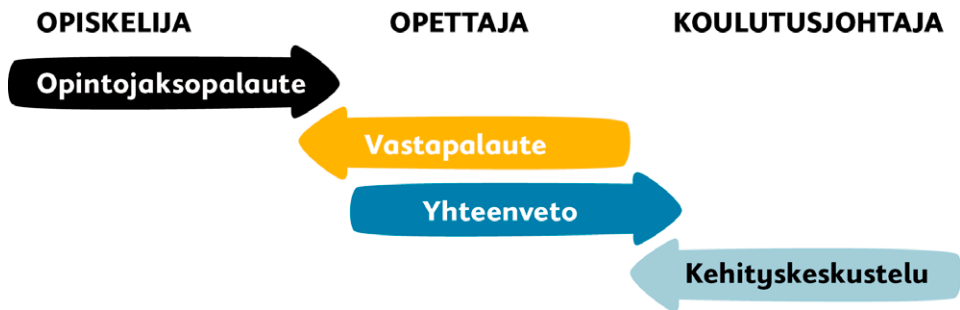 OPISKELIJA OPETTAJA KOULUTUSJOHTAJA
Opintojaksopalaute
Vastapalaute
Yhteenveto
Kehityskeskustelu